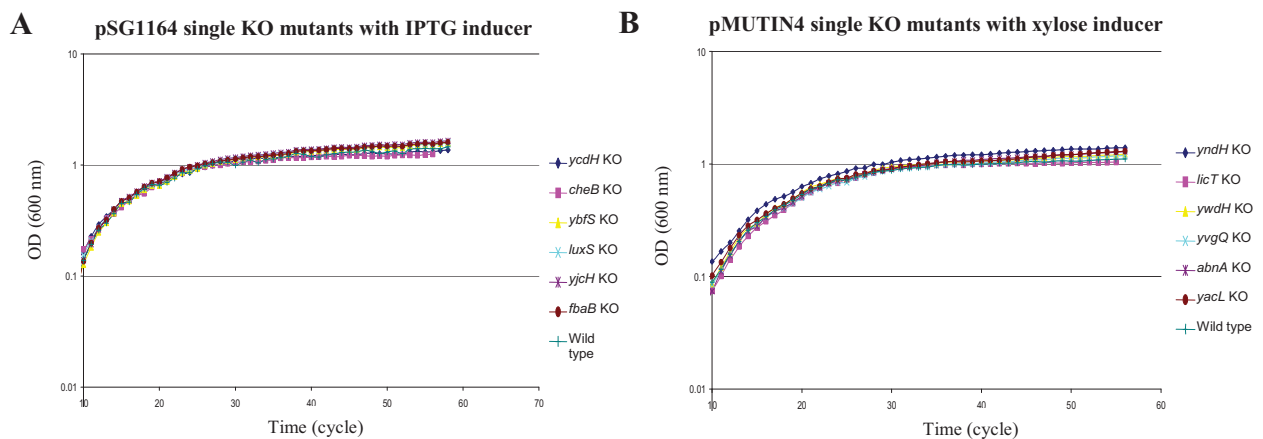 A
pSG1164 single KO mutants with IPTG inducer
10
1
0.1
0.01
OD (600 nm)
10
20
30
40
50
60
70
Time (cycle)
ycdH KO
cheB KO
ybfS KO
luxS KO
yjcH KO
fbaB KO
Wild
type
B
pMUTIN4 single KO mutants with xylose inducer
10
1
0.1
0.01
OD (600 nm)
10
20
30
40
50
60
Time (cycle)
yndH KO
licT KO
ywdH KO
yvgQ KO
abnA KO
yacL KO
Wild type